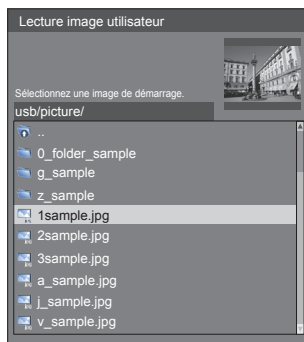 Lecture image utilisateur
Sélectionnez une image de démarrage.
usb/picture/
..
0_folder_sample
g_sample
z_sample
1sample.jpg
2sample.jpg
3sample.jpg
a_sample.jpg
j_sample.jpg
v_sample.jpg